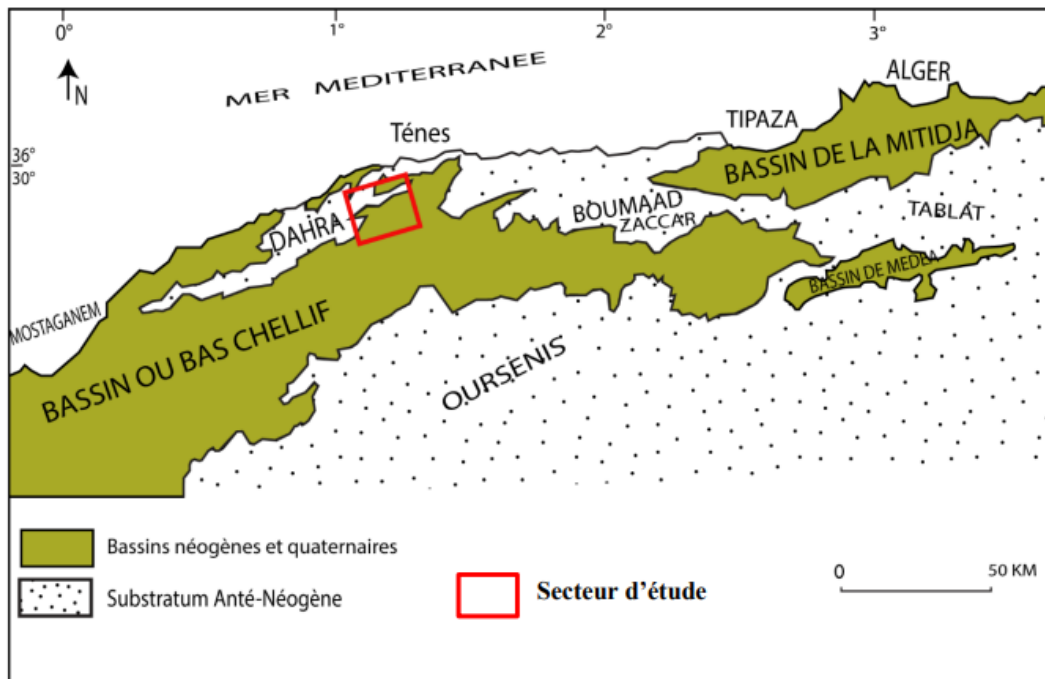 0°
1°
2°
3°
N
MER MEDITERRANEE
ALGER
TIPAZA
Ténes
36°
30
BASSIN DE LA MITIDJA
BOUMAAD
ZACCAR
TABLAT
DAHRA
BASSIN DE MEDEA
MOSTAGANEM
BASSIN OU BAS CHELLIF
OURSENIS
Bassins néogènes et quaternaires
Substratum Anté-Néogène
Secteur d'étude
0
50 KM